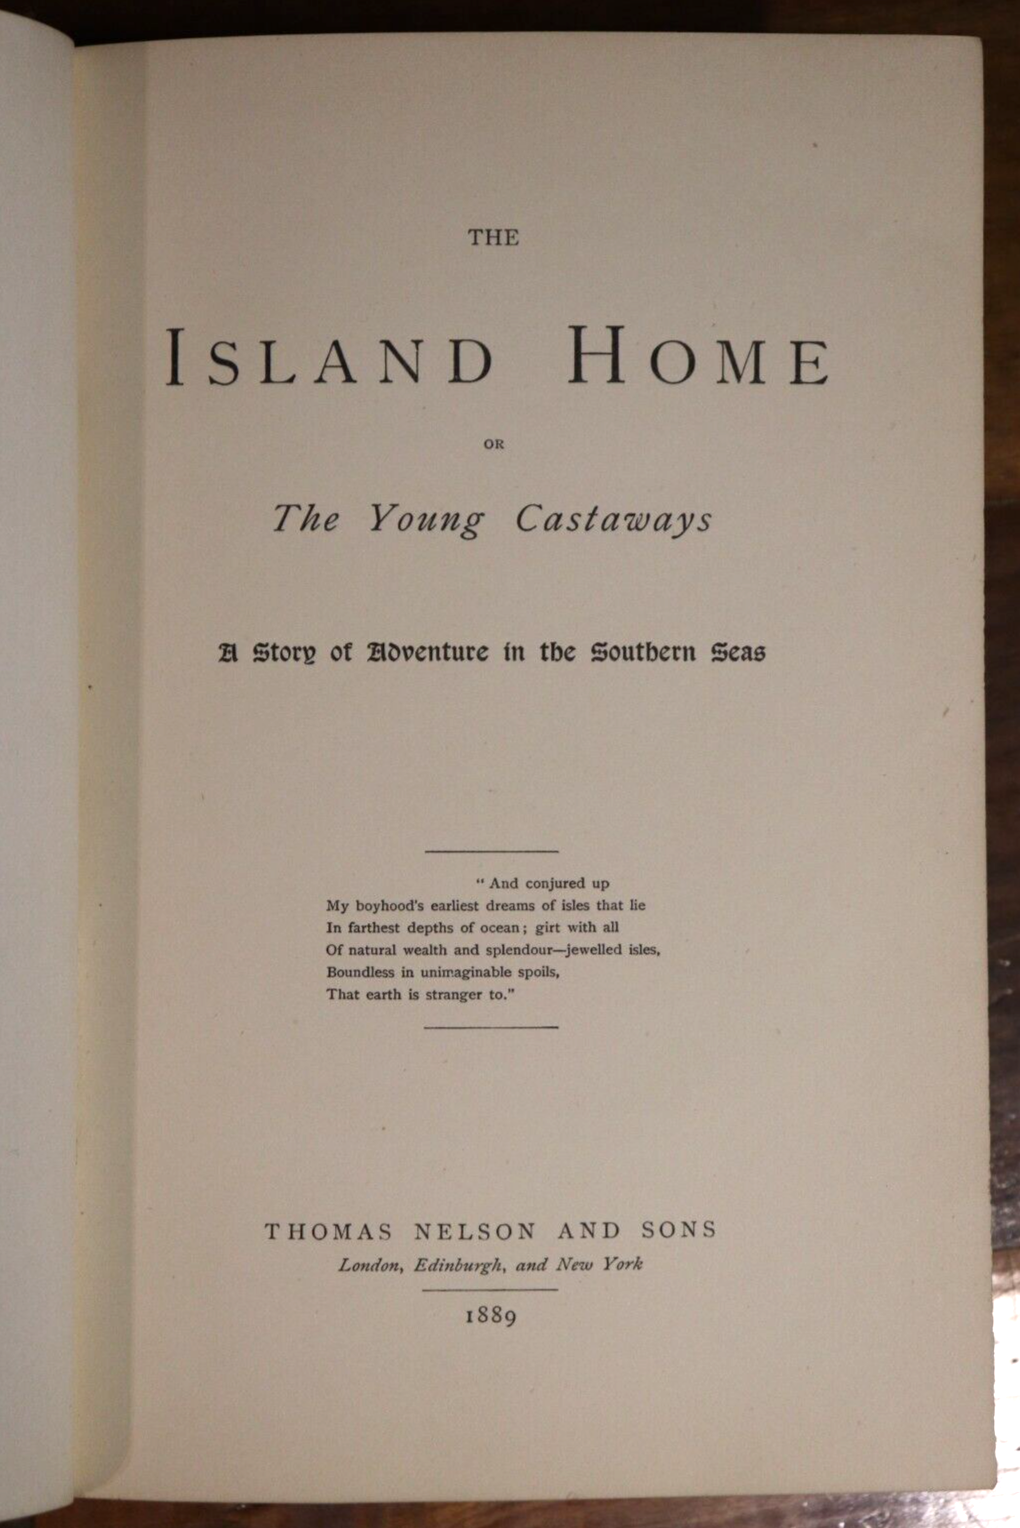 THE
ISLAND HOME
OR
The Young Castaways
A Story of Adventure in the Southern Seas
“And conjured up
My boyhood's earliest dreams of isles that lie
In farthest depths of ocean; girt with all
Of natural wealth and splendour—jewelled isles,
Boundless in unimaginable spoils,
That earth is stranger to.”
THOMAS NELSON AND SONS
London, Edinburgh, and New York
1889